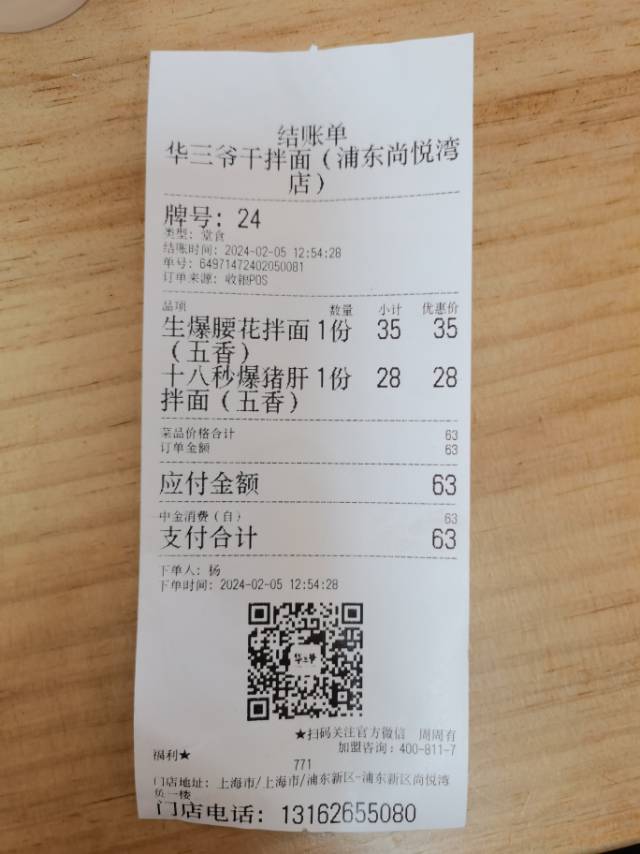 结账单
华三爷干拌面（浦东尚悦湾
店）
牌号: 24
类型: 堂食
结账时间: 2024-02-05 12:54:28
单号: 64971472402050081
订单来源: 收银POS
品项 数量 小计 优惠价
生爆腰花拌面 1份 35 35
（五香）
十八秒爆猪肝 1份 28 28
拌面（五香）
菜品价格合计 63
订单金额 63
应付金额 63
中金消费（自） 63
支付合计 63
下单人: 杨
下单时间: 2024-02-05 12:54:28
华三爷
★扫码关注官方微信 周周有
加盟咨询: 400-811-7
福利★
771
门店地址: 上海市/上海市/浦东新区-浦东新区尚悦湾
负一楼
门店电话: 13162655080